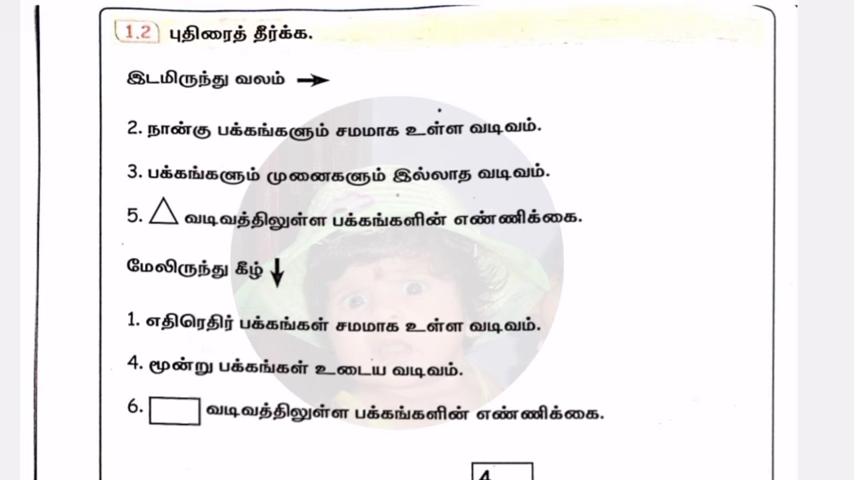 1.2 புதிரைத் தீர்க்க.
இடமிருந்து வலம் →
2. நான்கு பக்கங்களும் சமமாக உள்ள வடிவம்.
3. பக்கங்களும் முனைகளும் இல்லாத வடிவம்.
5. △ வடிவத்திலுள்ள பக்கங்களின் எண்ணிக்கை.
மேலிருந்து கீழ் ↓
1. எதிரெதிர் பக்கங்கள் சமமாக உள்ள வடிவம்.
4. மூன்று பக்கங்கள் உடைய வடிவம்.
6. ▭ வடிவத்திலுள்ள பக்கங்களின் எண்ணிக்கை.
4